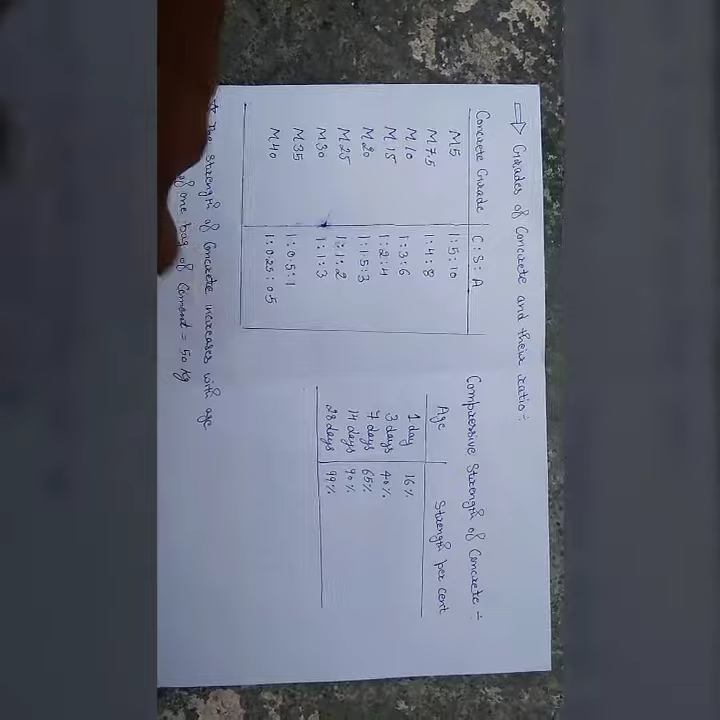 ⇒ Grades of Concrete and their ratio :-
Concrete Grade C : S : A
M5 1 : 5 : 10
M7.5 1 : 4 : 8
M10 1 : 3 : 6
M15 1 : 2 : 4
M20 1 : 1.5 : 3
M25 1 : 1 : 2
M30 1 : 1 : 3
M35 1 : 0.5 : 1
M40 1 : 0.25 : 0.5
Compressive Strength of Concrete :-
Age Strength per cent
1 day 16%
3 days 40%
7 days 65%
14 days 90%
28 days 99%
* The Strength of Concrete increases with age
of one bag of Cement = 50 kg